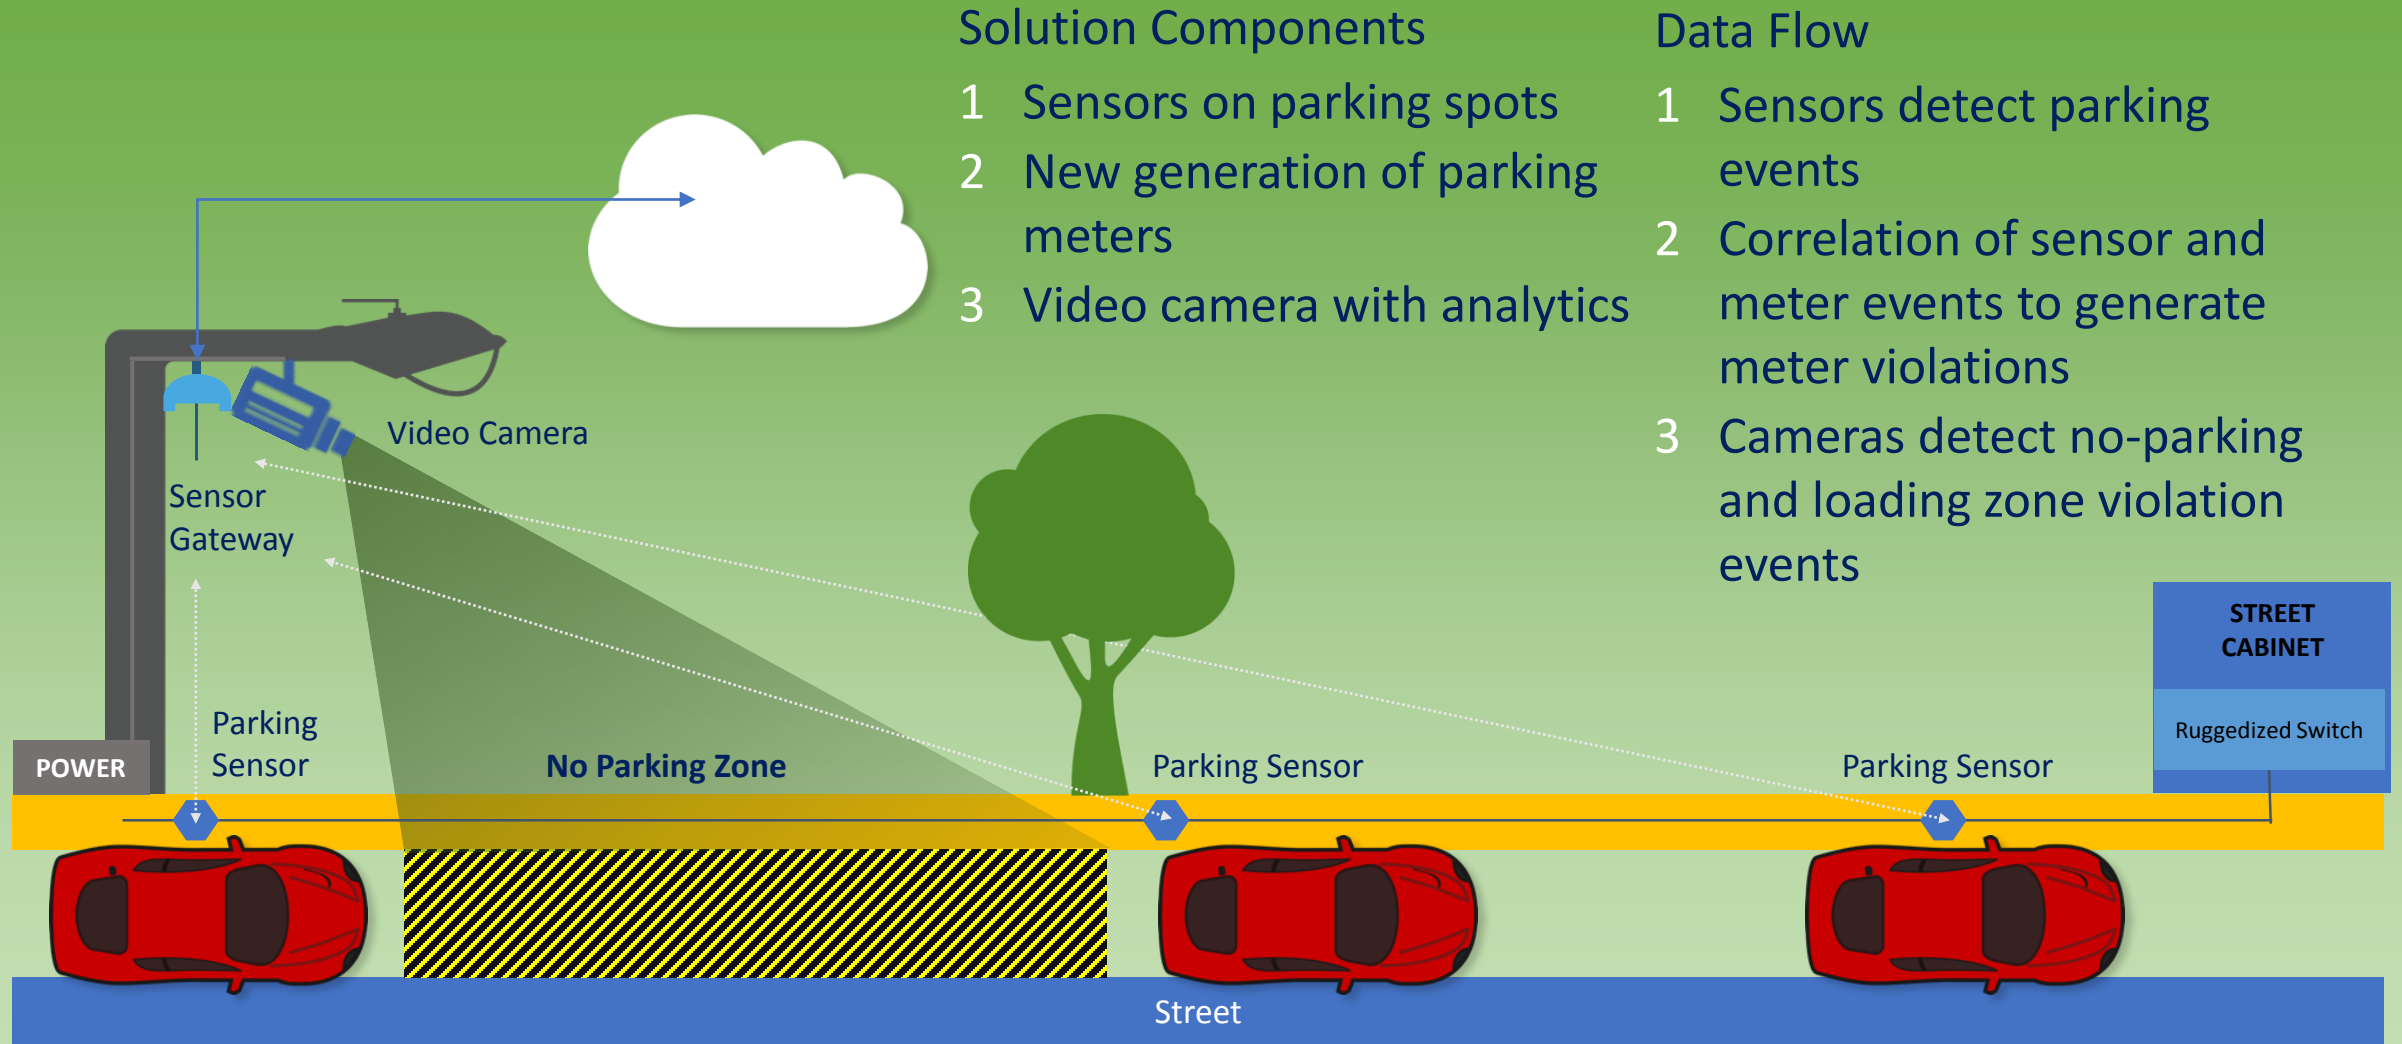 Solution Components
1 Sensors on parking spots
2 New generation of parking
meters
3 Video camera with analytics
Data Flow
1 Sensors detect parking
events
2 Correlation of sensor and
meter events to generate
meter violations
3 Cameras detect no-parking
and loading zone violation
events
Video Camera
Sensor
Gateway
STREET
CABINET
Ruggedized Switch
Parking
Sensor
POWER
No Parking Zone
Parking Sensor
Parking Sensor
Street